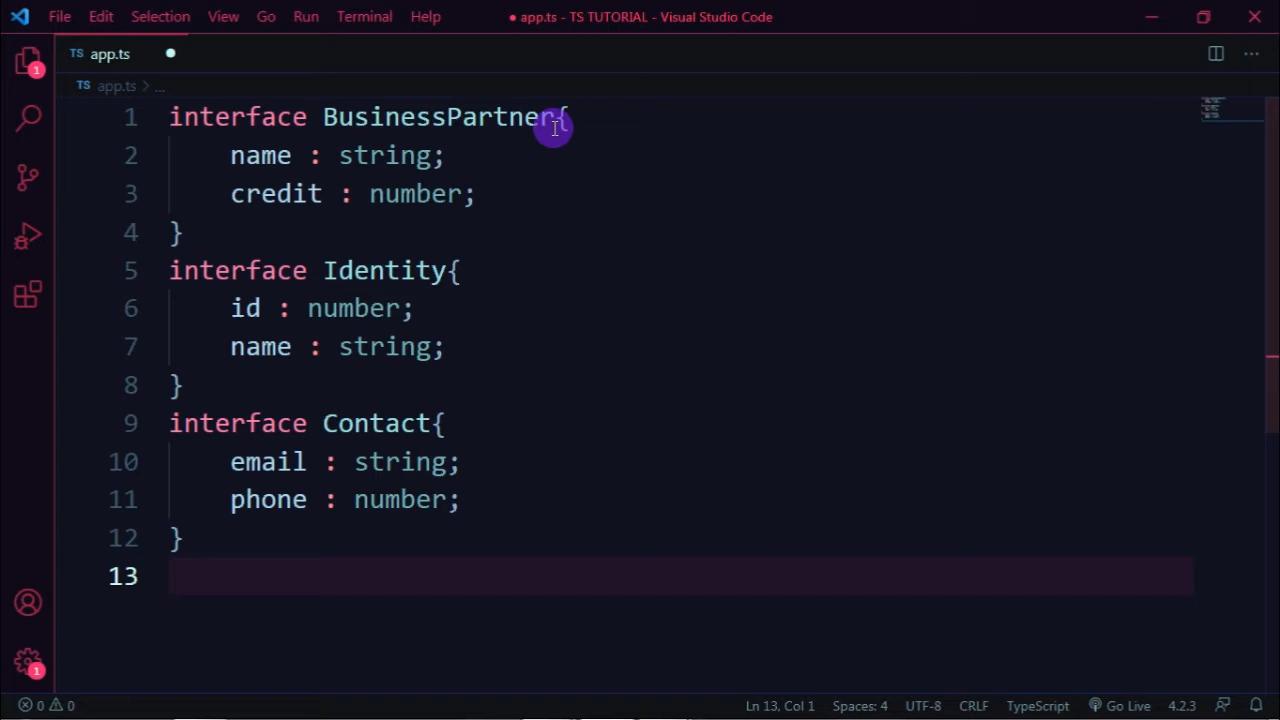 File Edit Selection View Go Run Terminal Help ● app.ts - TS TUTORIAL - Visual Studio Code
TS app.ts
TS app.ts > ...
1 interface BusinessPartner{
2 name : string;
3 credit : number;
4 }
5 interface Identity{
6 id : number;
7 name : string;
8 }
9 interface Contact{
10 email : string;
11 phone : number;
12 }
13
1
1
0 0 Ln 13, Col 1 Spaces: 4 UTF-8 CRLF TypeScript Go Live 4.2.3